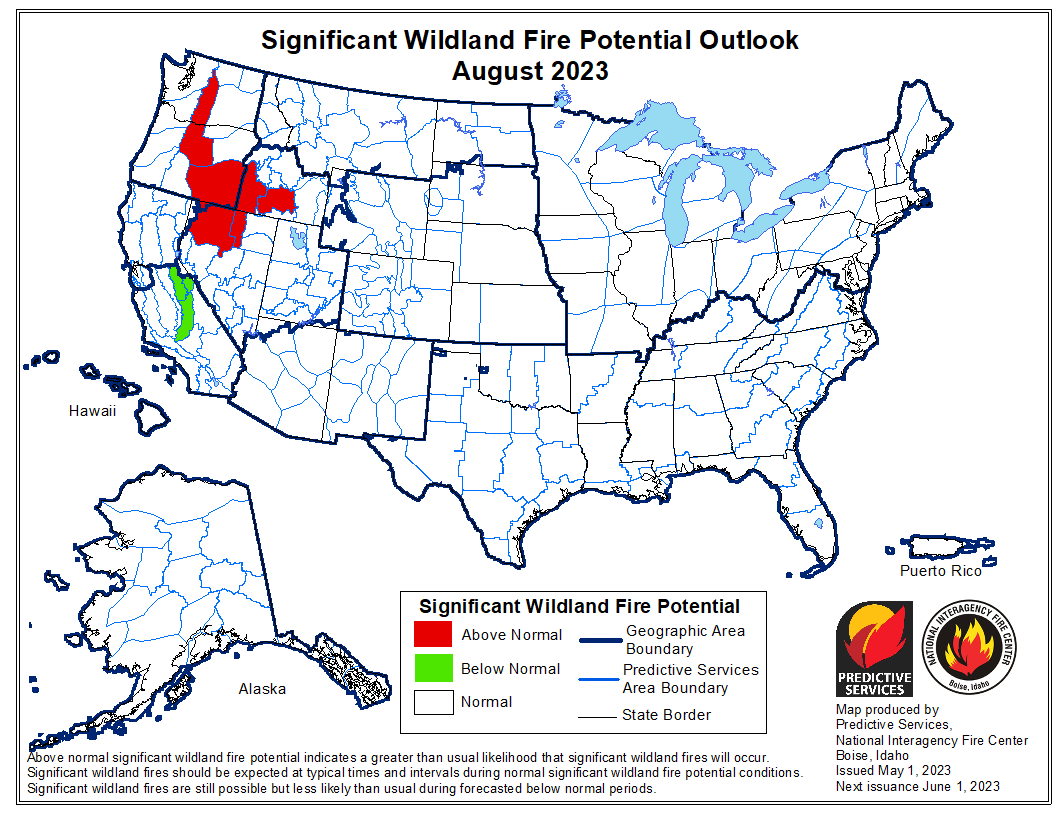 Significant Wildland Fire Potential Outlook
August 2023
Hawaii
Alaska
Puerto Rico
Significant Wildland Fire Potential
Above Normal
Below Normal
Normal
Geographic Area
Boundary
Predictive Services
Area Boundary
State Border
PREDICTIVE
SERVICES
NATIONAL INTERAGENCY FIRE CENTER
Boise, Idaho
Map produced by
Predictive Services,
National Interagency Fire Center
Boise, Idaho
Issued May 1, 2023
Next issuance June 1, 2023
Above normal significant wildland fire potential indicates a greater than usual likelihood that significant wildland fires will occur.
Significant wildland fires should be expected at typical times and intervals during normal significant wildland fire potential conditions.
Significant wildland fires are still possible but less likely than usual during forecasted below normal periods.